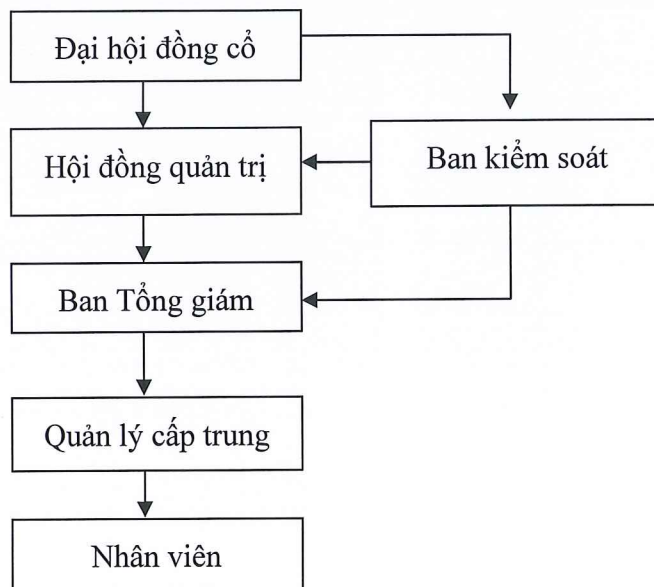 Đại hội đồng cổ
Hội đồng quản trị
Ban kiểm soát
Ban Tổng giám
Quản lý cấp trung
Nhân viên